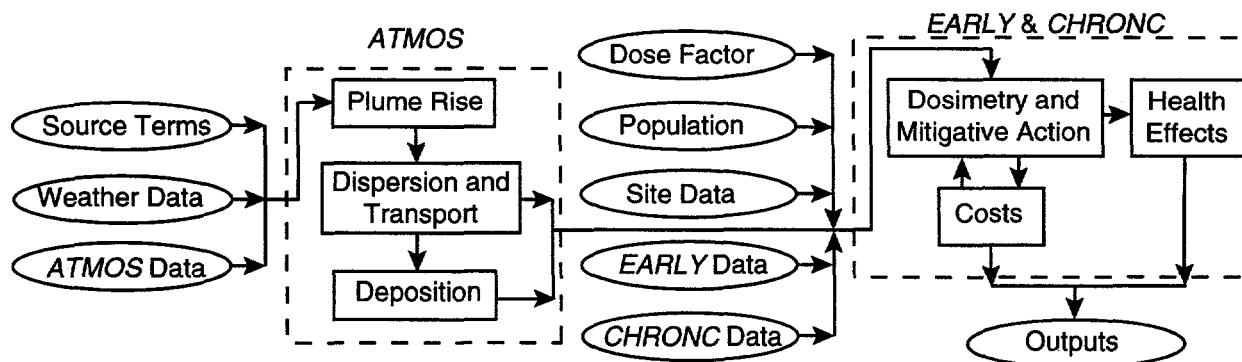 ATMOS
Source Terms
Weather Data
ATMOS Data
Plume Rise
Dispersion and
Transport
Deposition
Dose Factor
Population
Site Data
EARLY Data
CHRONC Data
EARLY & CHRONC
Dosimetry and
Mitigative Action
Health
Effects
Costs
Outputs